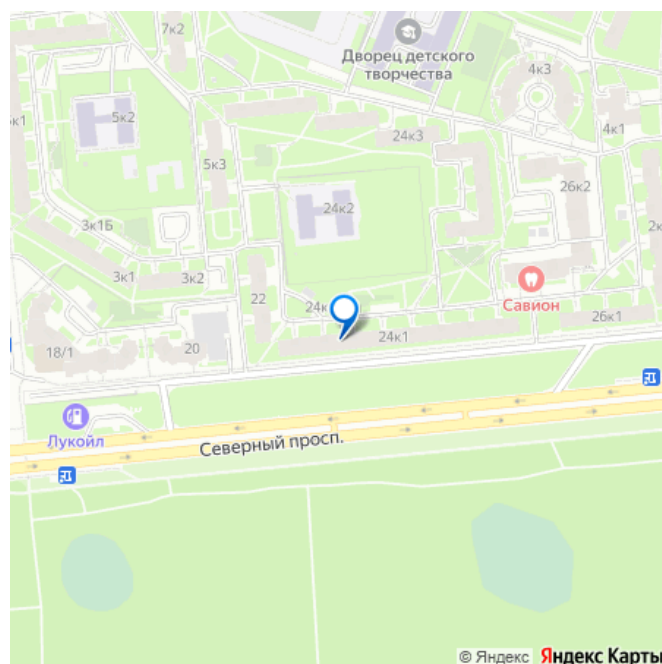 7к2
Дворец детского
творчества
4к3
5к2
к1
24к3
4к1
5к3
26к2
24к2
3к1Б
2к
3к1
3к2
Савион
22
24к
26к1
18/1
20
24к1
Лукойл
Северный просп.
© Яндекс
Яндекс Карты